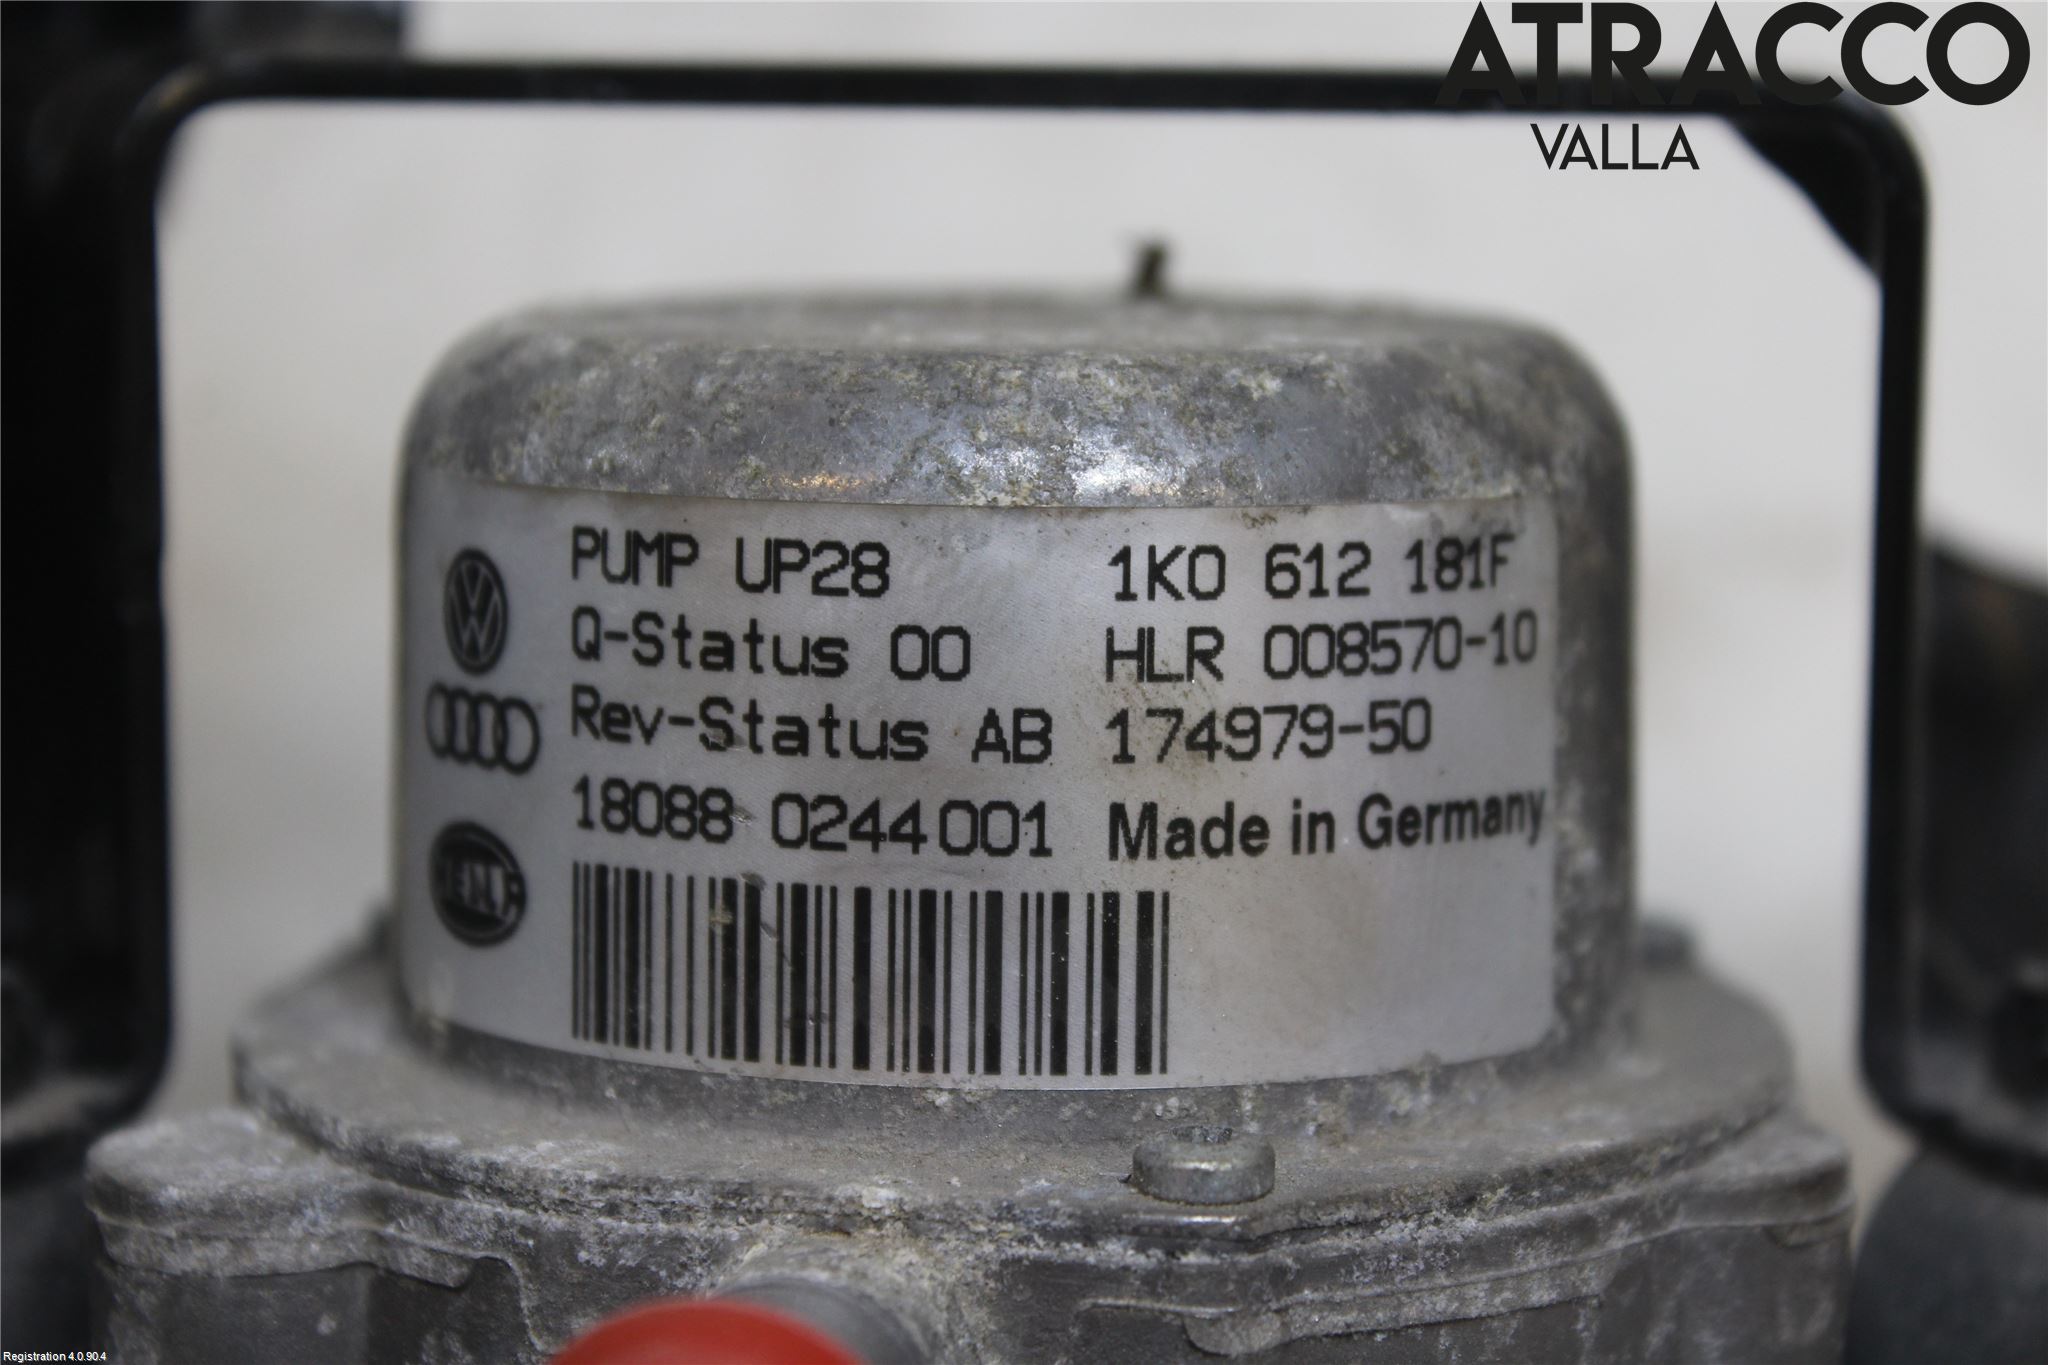 ATRACCO
VALLA
PUMP UP28 1K0 612 181F
Q-Status 00 HLR 008570-10
Rev-Status AB 174979-50
18088 0244001 Made in Germany
HELLA
Registration 4.0.90.4